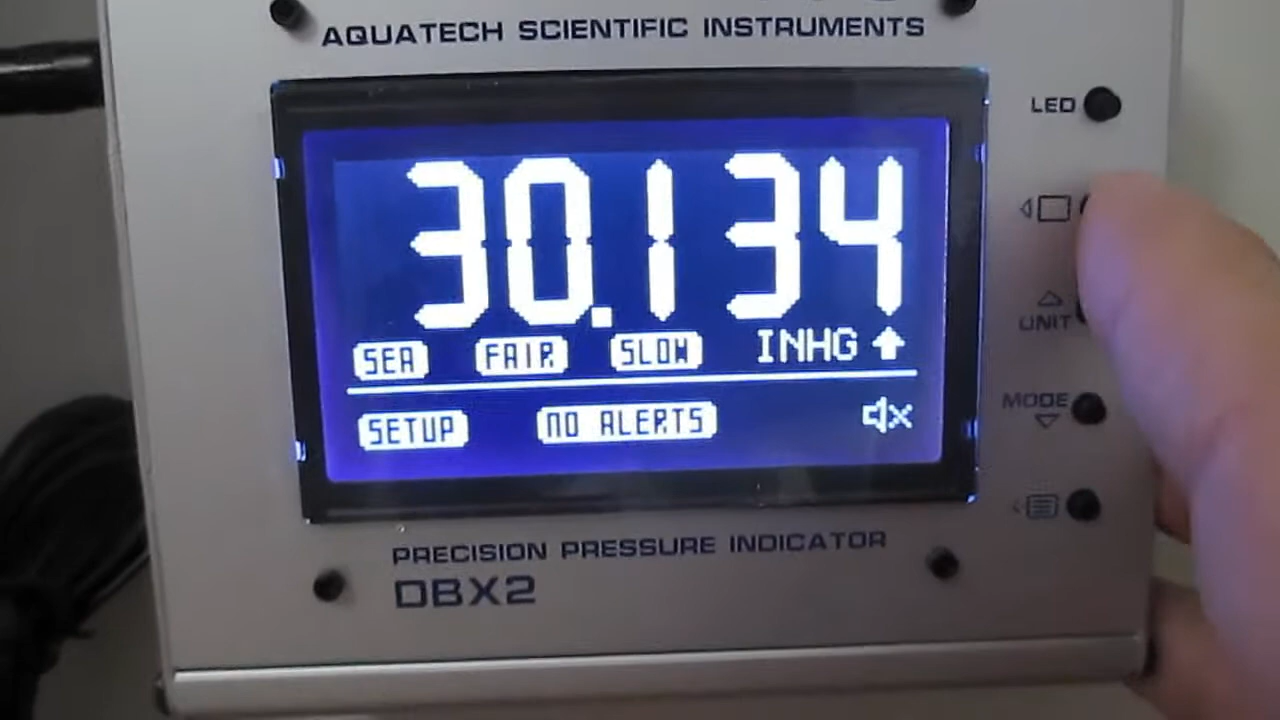 AQUATECH SCIENTIFIC INSTRUMENTS
LED
30.134
UNIT
SEA FAIR SLOW INHG
MODE
SETUP NO ALERTS
PRECISION PRESSURE INDICATOR
DBX2